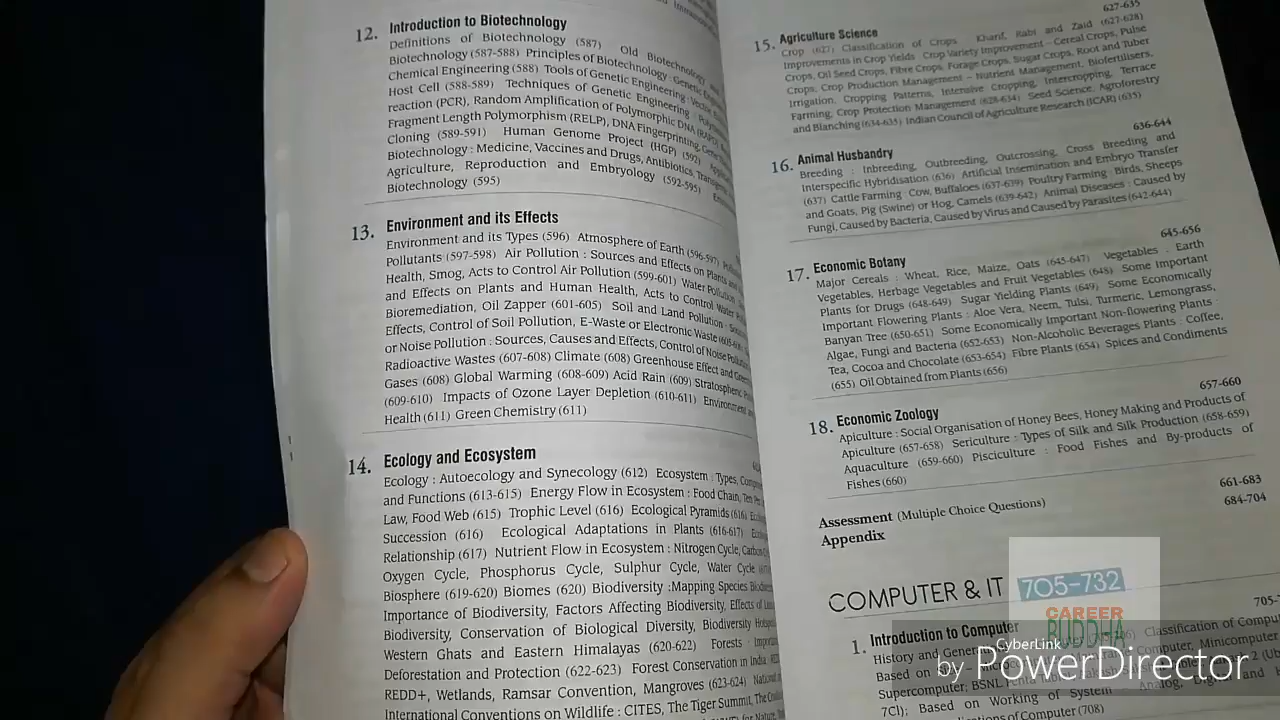 12. Introduction to Biotechnology
Definitions of Biotechnology (587) Old Biotechnology
Biotechnology (587-588) Principles of Biotechnology : Genetic
Chemical Engineering (588) Tools of Genetic Engineering :
Host Cell (588-589) Techniques of Genetic Engineering :
reaction (PCR), Random Amplification of Polymorphic DNA (RAPD)
Fragment Length Polymorphism (RELP), DNA Fingerprinting,
Cloning (589-591) Human Genome Project (HGP) (592)
Biotechnology : Medicine, Vaccines and Drugs, Antibiotics,
Agriculture, Reproduction and Embryology (592-595)
Biotechnology (595)
13. Environment and its Effects
Environment and its Types (596) Atmosphere of Earth (596-597)
Pollutants (597-598) Air Pollution : Sources and Effects on Plants
Health, Smog, Acts to Control Air Pollution (599-601) Water Pollution
and Effects on Plants and Human Health, Acts to Control Water
Bioremediation, Oil Zapper (601-605) Soil and Land Pollution :
Effects, Control of Soil Pollution, E-Waste or Electronic Waste
or Noise Pollution : Sources, Causes and Effects, Control of Noise
Radioactive Wastes (607-608) Climate (608) Greenhouse Effect and
Gases (608) Global Warming (608-609) Acid Rain (609) Stratospheric
(609-610) Impacts of Ozone Layer Depletion (610-611)
Health (611) Green Chemistry (611)
14. Ecology and Ecosystem
Ecology : Autoecology and Synecology (612) Ecosystem : Types,
and Functions (613-615) Energy Flow in Ecosystem : Food Chain, Ten
Law, Food Web (615) Trophic Level (616) Ecological Pyramids (616)
Succession (616) Ecological Adaptations in Plants (616-617)
Relationship (617) Nutrient Flow in Ecosystem : Nitrogen Cycle,
Oxygen Cycle, Phosphorus Cycle, Sulphur Cycle, Water Cycle
Biosphere (619-620) Biomes (620) Biodiversity : Mapping Species
Importance of Biodiversity, Factors Affecting Biodiversity, Effects of
Biodiversity, Conservation of Biological Diversity, Biodiversity
Western Ghats and Eastern Himalayas (620-622) Forests :
Deforestation and Protection (622-623) Forest Conservation in India
REDD+, Wetlands, Ramsar Convention, Mangroves (623-624)
International Conventions on Wildlife : CITES, The Tiger Summit,
627-635
15. Agriculture Science
Crop (627) Classification of Crops Kharif, Rabi and Zaid (627-628)
Improvements in Crop Yields Crop Variety Improvement – Cereal Crops, Pulse
Crops, Oil Seed Crops, Fibre Crops, Forage Crops, Sugar Crops, Root and Tuber
Crops, Crop Production Management – Nutrient Management, Biofertilisers,
Irrigation, Cropping Patterns, Intensive Cropping, Intercropping, Terrace
Farming, Crop Protection Management (628-634) Seed Science, Agroforestry
and Blanching (634-635) Indian Council of Agriculture Research (ICAR) (635)
636-644
16. Animal Husbandry
Breeding : Inbreeding, Outbreeding, Outcrossing, Cross Breeding and
Interspecific Hybridisation (636) Artificial Insemination and Embryo Transfer
(637) Cattle Farming : Cow, Buffaloes (637-639) Poultry Farming : Birds, Sheeps
and Goats, Pig (Swine) or Hog, Camels (639-642) Animal Diseases : Caused by
Fungi, Caused by Bacteria, Caused by Virus and Caused by Parasites (642-644)
645-656
17. Economic Botany
Major Cereals : Wheat, Rice, Maize, Oats (645-647) Vegetables : Earth
Vegetables, Herbage Vegetables and Fruit Vegetables (648) Some Important
Plants for Drugs (648-649) Sugar Yielding Plants (649) Some Economically
Important Flowering Plants : Aloe Vera, Neem, Tulsi, Turmeric, Lemongrass,
Banyan Tree (650-651) Some Economically Important Non-flowering Plants :
Algae, Fungi and Bacteria (652-653) Non-Alcoholic Beverages Plants : Coffee,
Tea, Cocoa and Chocolate (653-654) Fibre Plants (654) Spices and Condiments
(655) Oil Obtained from Plants (656)
657-660
18. Economic Zoology
Apiculture : Social Organisation of Honey Bees, Honey Making and Products of
Apiculture (657-658) Sericulture : Types of Silk and Silk Production (658-659)
Aquaculture (659-660) Pisciculture : Food Fishes and By-products of
Fishes (660)
Assessment (Multiple Choice Questions) 661-683
Appendix 684-704
COMPUTER & IT 705-732
CAREER
BUDDHA
1. Introduction to Computer
History and Classification of
Based on Computer, Minicomputer
Supercomputer; BSNL
7Cl); Based on Working of System Analog, Digital and
of Computer (708)
CyberLink
by PowerDirector